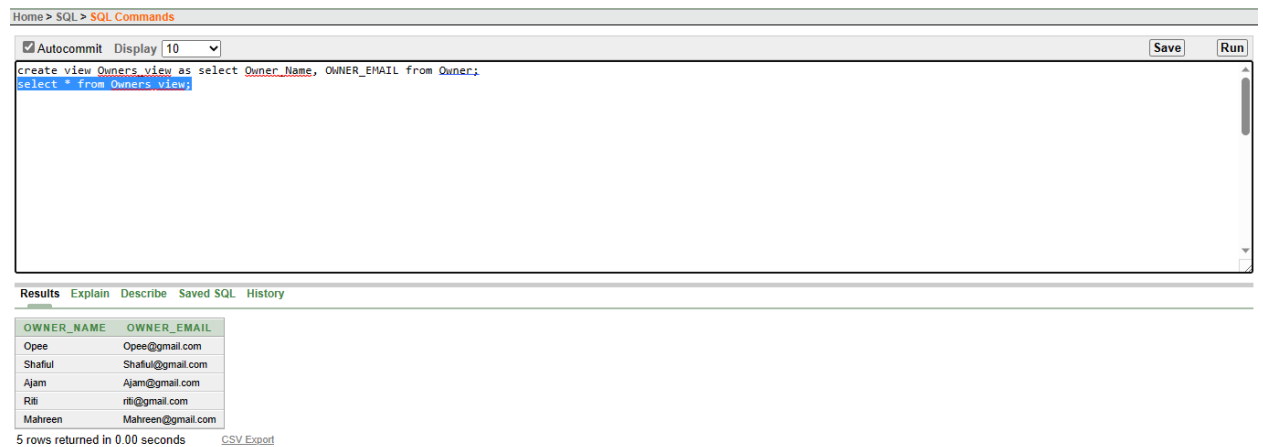 Home > SQL > SQL Commands
Autocommit Display 10 Save Run
create view Owners_view as select Owner_Name, OWNER_EMAIL from Owner;
select * from Owners_view;
Results Explain Describe Saved SQL History
OWNER_NAME OWNER_EMAIL
Opee Opee@gmail.com
Shafiul Shafiul@gmail.com
Ajam Ajam@gmail.com
Riti riti@gmail.com
Mahreen Mahreen@gmail.com
5 rows returned in 0.00 seconds CSV Export